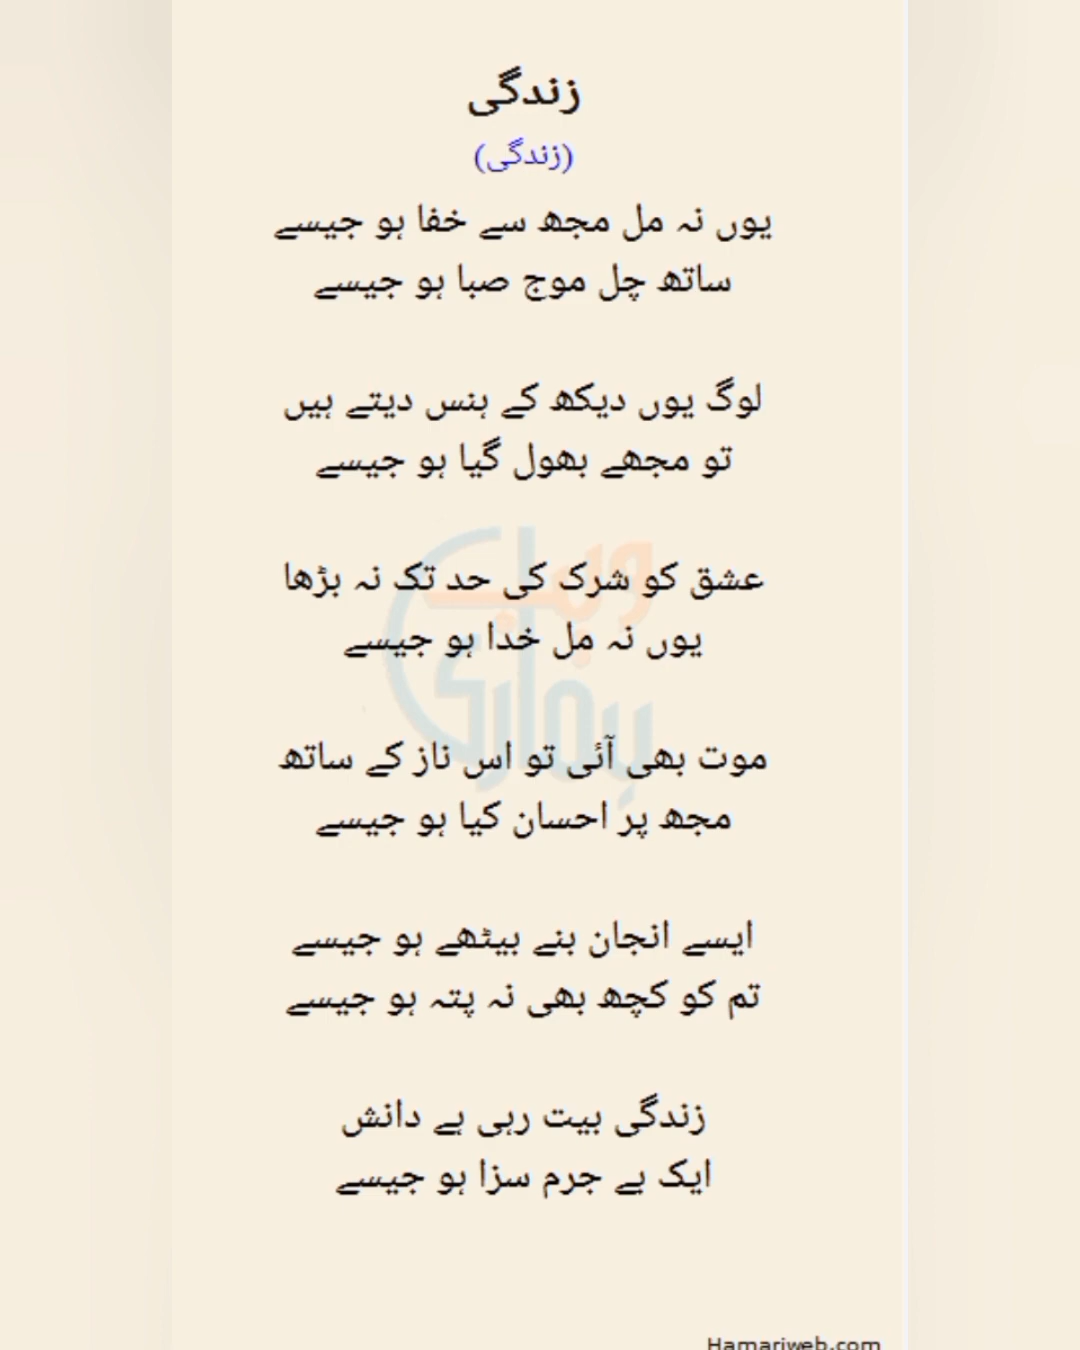 زندگی
(زندگی)
یوں نہ مل مجھ سے خفا ہو جیسے
ساتھ چل موج صبا ہو جیسے
لوگ یوں دیکھ کے ہنس دیتے ہیں
تو مجھے بھول گیا ہو جیسے
عشق کو شرک کی حد تک نہ بڑھا
یوں نہ مل خدا ہو جیسے
موت بھی آئی تو اس ناز کے ساتھ
مجھ پر احسان کیا ہو جیسے
ایسے انجان بنے بیٹھے ہو جیسے
تم کو کچھ بھی نہ پتہ ہو جیسے
زندگی بیت رہی ہے دانش
ایک بے جرم سزا ہو جیسے
ہماری ویب
Hamariweb.com